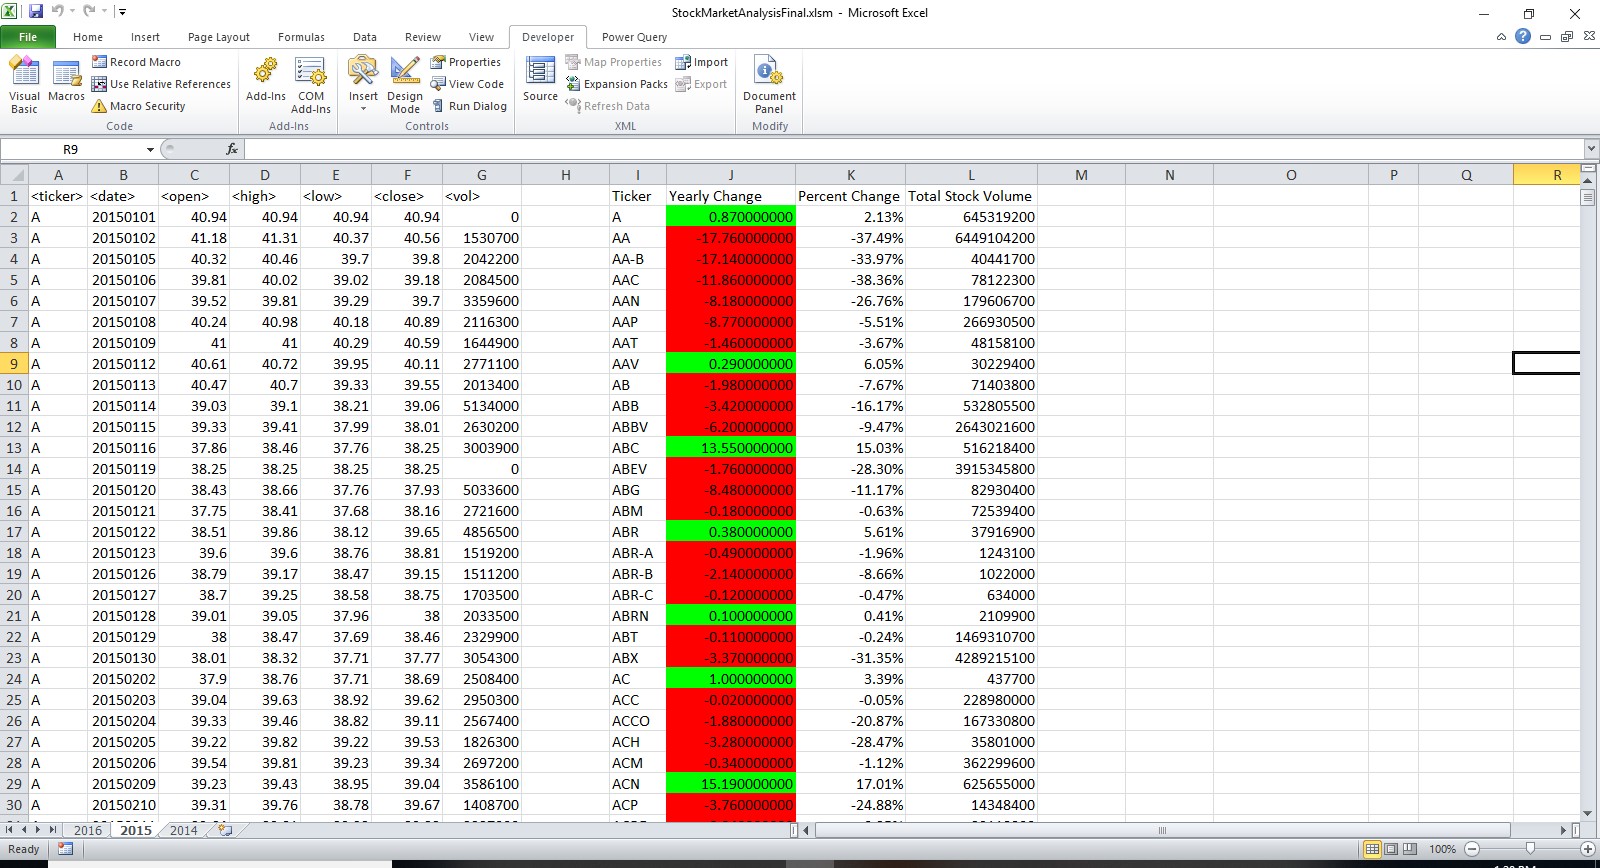 StockMarketAnalysisFinal.xlsm - Microsoft Excel
File Home Insert Page Layout Formulas Data Review View Developer Power Query
Visual Basic
Macros
Record Macro
Use Relative References
Macro Security
Code
Add-Ins
COM Add-Ins
Add-Ins
Insert
Design Mode
Properties
View Code
Run Dialog
Controls
Source
Map Properties
Expansion Packs
Refresh Data
Import
Export
XML
Document Panel
Modify
R9 fx
A B C D E F G H I J K L M N O P Q R
1 <ticker> <date> <open> <high> <low> <close> <vol> Ticker Yearly Change Percent Change Total Stock Volume
2 A 20150101 40.94 40.94 40.94 40.94 0 A 0.870000000 2.13% 645319200
3 A 20150102 41.18 41.31 40.37 40.56 1530700 AA -17.760000000 -37.49% 6449104200
4 A 20150105 40.32 40.46 39.7 39.8 2042200 AA-B -17.140000000 -33.97% 40441700
5 A 20150106 39.81 40.02 39.02 39.18 2084500 AAC -11.860000000 -38.36% 78122300
6 A 20150107 39.52 39.81 39.29 39.7 3359600 AAN -8.180000000 -26.76% 179606700
7 A 20150108 40.24 40.98 40.18 40.89 2116300 AAP -8.770000000 -5.51% 266930500
8 A 20150109 41 41 40.29 40.59 1644900 AAT -1.460000000 -3.67% 48158100
9 A 20150112 40.61 40.72 39.95 40.11 2771100 AAV 0.290000000 6.05% 30229400
10 A 20150113 40.47 40.7 39.33 39.55 2013400 AB -1.980000000 -7.67% 71403800
11 A 20150114 39.03 39.1 38.21 39.06 5134000 ABB -3.420000000 -16.17% 532805500
12 A 20150115 39.33 39.41 37.99 38.01 2630200 ABBV -6.200000000 -9.47% 2643021600
13 A 20150116 37.86 38.46 37.76 38.25 3003900 ABC 13.550000000 15.03% 516218400
14 A 20150119 38.25 38.25 38.25 38.25 0 ABEV -1.760000000 -28.30% 3915345800
15 A 20150120 38.43 38.66 37.76 37.93 5033600 ABG -8.480000000 -11.17% 82930400
16 A 20150121 37.75 38.41 37.68 38.16 2721600 ABM -0.180000000 -0.63% 72539400
17 A 20150122 38.51 39.86 38.12 39.65 4856500 ABR 0.380000000 5.61% 37916900
18 A 20150123 39.6 39.6 38.76 38.81 1519200 ABR-A -0.490000000 -1.96% 1243100
19 A 20150126 38.79 39.17 38.47 39.15 1511200 ABR-B -2.140000000 -8.66% 1022000
20 A 20150127 38.7 39.25 38.58 38.75 1703500 ABR-C -0.120000000 -0.47% 634000
21 A 20150128 39.01 39.05 37.96 38 2033500 ABRN 0.100000000 0.41% 2109900
22 A 20150129 38 38.47 37.69 38.46 2329900 ABT -0.110000000 -0.24% 1469310700
23 A 20150130 38.01 38.32 37.71 37.77 3054300 ABX -3.370000000 -31.35% 4289215100
24 A 20150202 37.9 38.76 37.71 38.69 2508400 AC 1.000000000 3.39% 437700
25 A 20150203 39.04 39.63 38.92 39.62 2950300 ACC -0.020000000 -0.05% 228980000
26 A 20150204 39.33 39.46 38.82 39.11 2567400 ACCO -1.880000000 -20.87% 167330800
27 A 20150205 39.22 39.82 39.22 39.53 1826300 ACH -3.280000000 -28.47% 35801000
28 A 20150206 39.54 39.81 39.23 39.34 2697200 ACM -0.340000000 -1.12% 362299600
29 A 20150209 39.23 39.43 38.95 39.04 3586100 ACN 15.190000000 17.01% 625655000
30 A 20150210 39.31 39.76 38.78 39.67 1408700 ACP -3.760000000 -24.88% 14348400
2016 2015 2014
Ready 100%